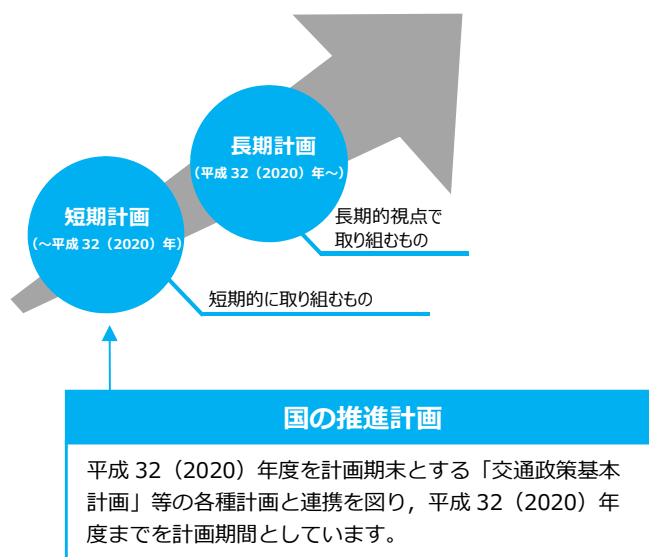 長期計画
（平成 32（2020）年～）
短期計画
（～平成 32（2020）年）
長期的視点で
取り組むもの
短期的に取り組むもの
国の推進計画
平成 32（2020）年度を計画期末とする「交通政策基本
計画」等の各種計画と連携を図り，平成 32（2020）年
度までを計画期間としています。